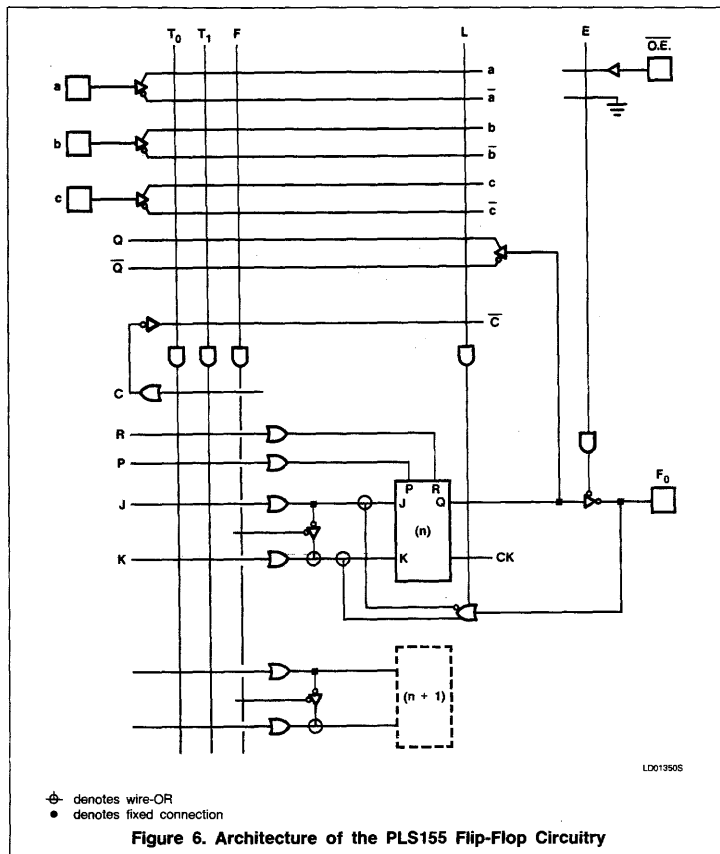 T0 T1 F L E O.E.
a a
a̅
b b
b̅
c c
c̅
Q
Q̅
C̅
C
R
P
J
K
P R
J Q
(n)
K
CK
F0
(n + 1)
LD01350S
denotes wire-OR
denotes fixed connection
Figure 6. Architecture of the PLS155 Flip-Flop Circuitry